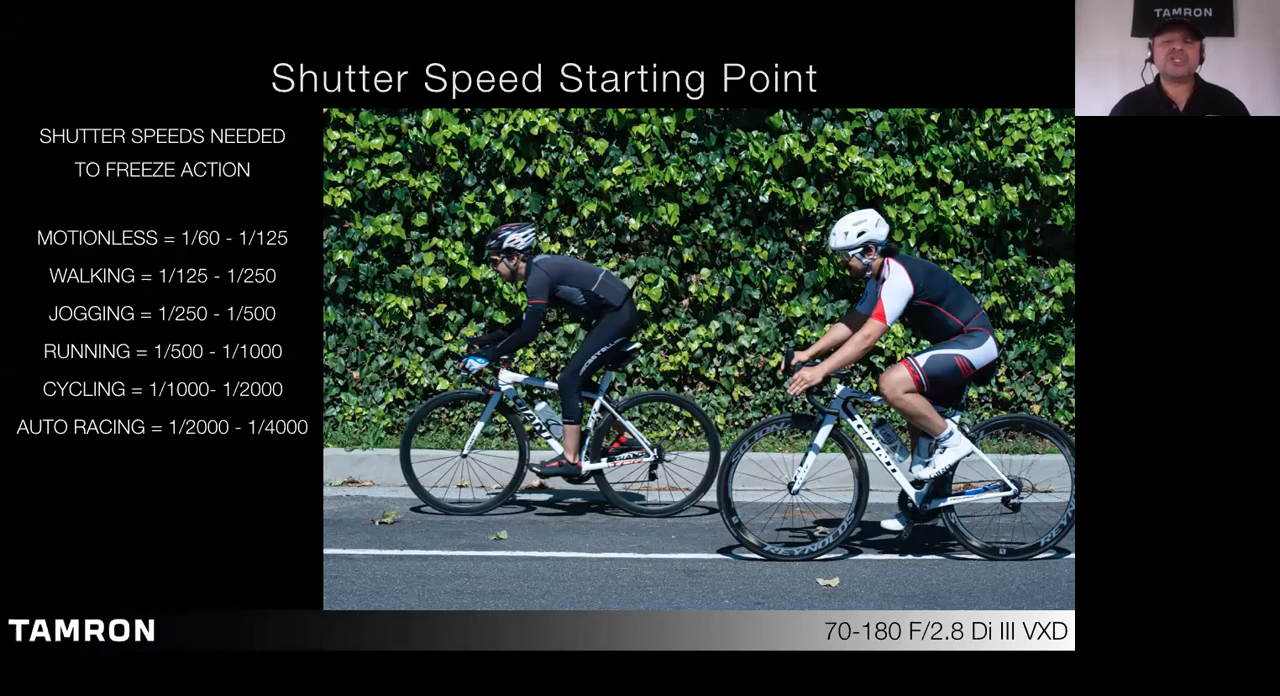 TAMRON
Shutter Speed Starting Point
SHUTTER SPEEDS NEEDED
TO FREEZE ACTION
MOTIONLESS = 1/60 - 1/125
WALKING = 1/125 - 1/250
JOGGING = 1/250 - 1/500
RUNNING = 1/500 - 1/1000
CYCLING = 1/1000- 1/2000
AUTO RACING = 1/2000 - 1/4000
GIANT
GIANT
REYNOLDS
TAMRON
70-180 F/2.8 Di III VXD